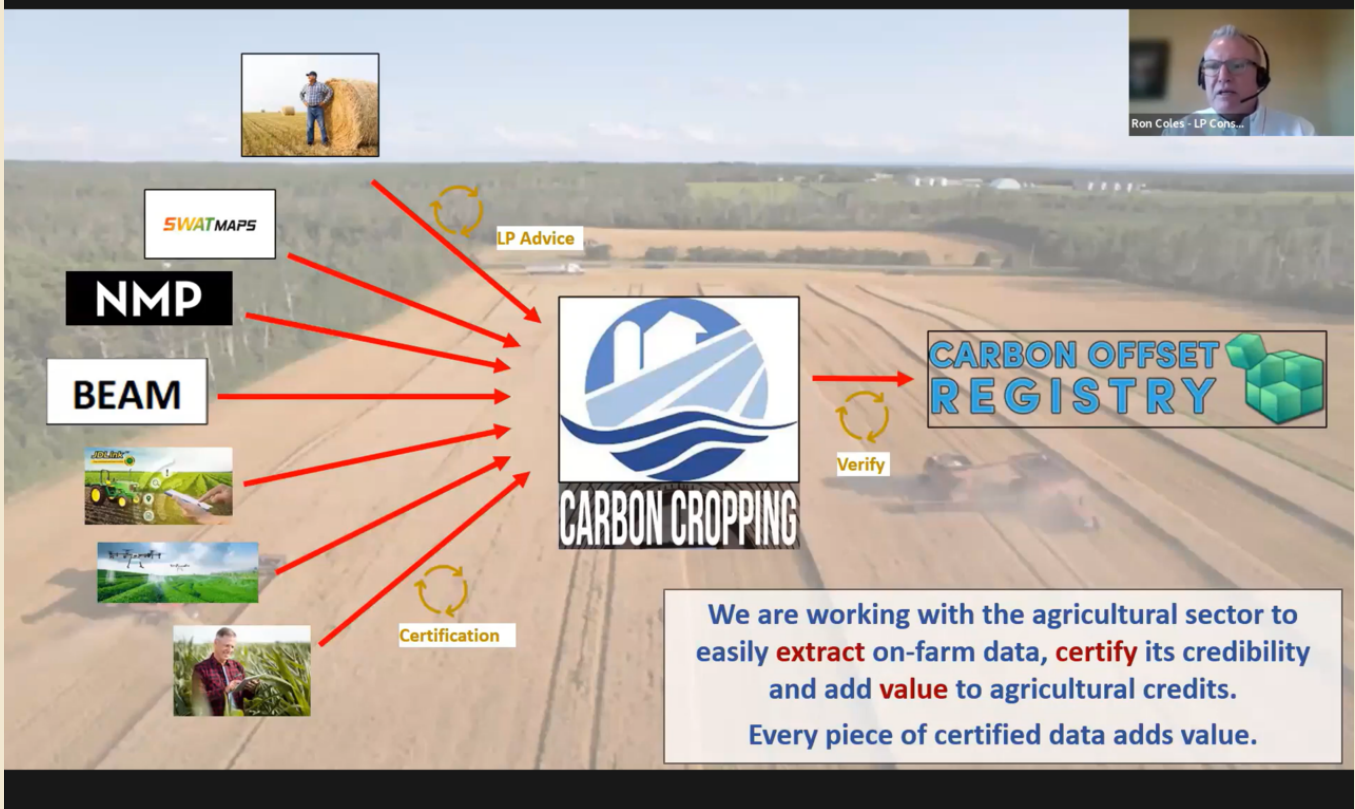 Ron Coles - LP Cons...
SWATMAPS
LP Advice
NMP
BEAM
CARBON OFFSET
REGISTRY
JDLink
Verify
CARBON CROPPING
Certification
We are working with the agricultural sector to
easily extract on-farm data, certify its credibility
and add value to agricultural credits.
Every piece of certified data adds value.